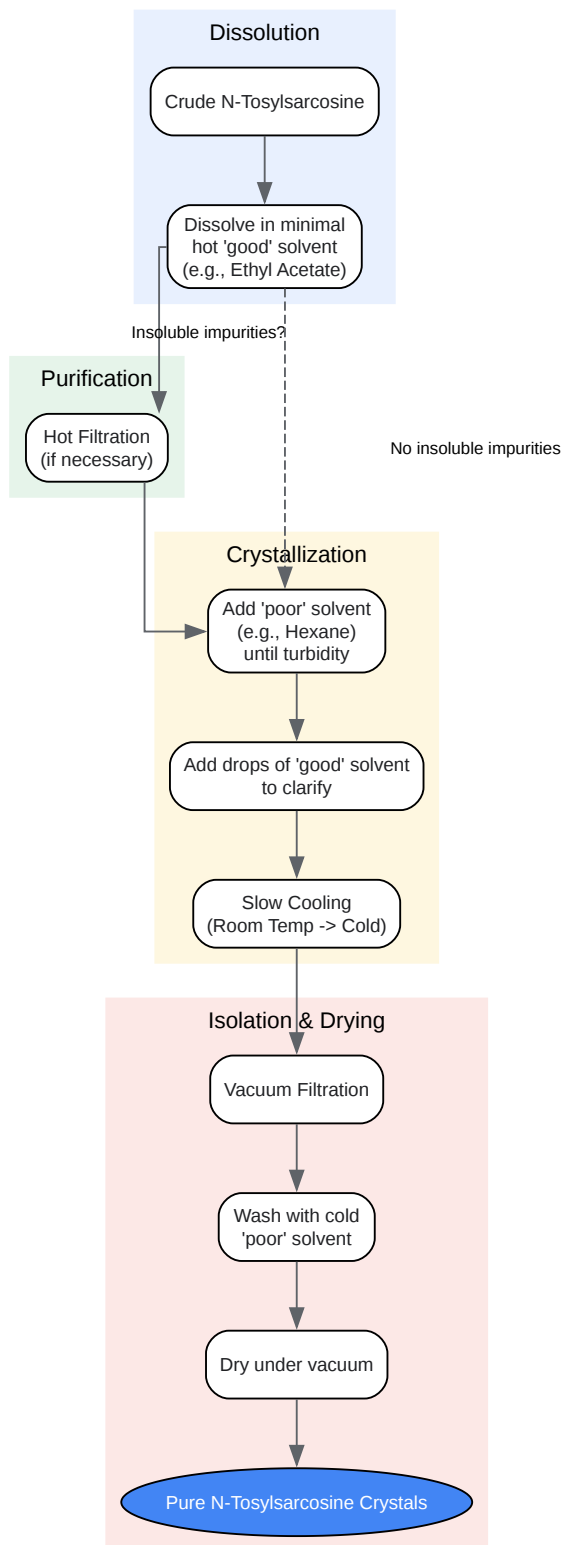 Dissolution
Crude N-Tosylsarcosine
Dissolve in minimal
hot 'good' solvent
(e.g., Ethyl Acetate)
Insoluble impurities?
Purification
Hot Filtration
(if necessary)
No insoluble impurities
Crystallization
Add 'poor' solvent
(e.g., Hexane)
until turbidity
Add drops of 'good' solvent
to clarify
Slow Cooling
(Room Temp -> Cold)
Isolation & Drying
Vacuum Filtration
Wash with cold
'poor' solvent
Dry under vacuum
Pure N-Tosylsarcosine Crystals